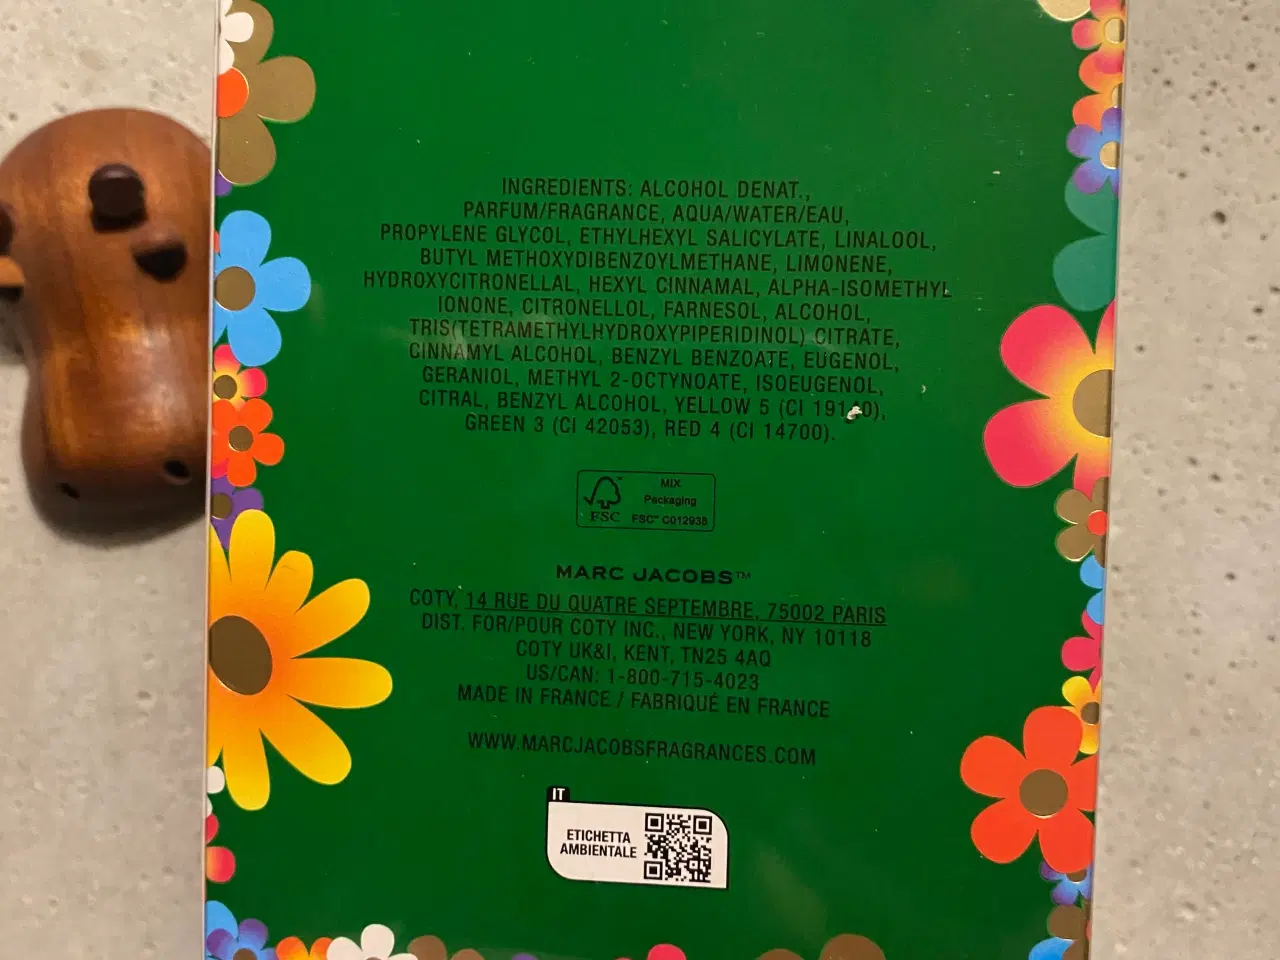 INGREDIENTS: ALCOHOL DENAT.,
PARFUM/FRAGRANCE, AQUA/WATER/EAU,
PROPYLENE GLYCOL, ETHYLHEXYL SALICYLATE, LINALOOL,
BUTYL METHOXYDIBENZOYLMETHANE, LIMONENE,
HYDROXYCITRONELLAL, HEXYL CINNAMAL, ALPHA-ISOMETHYL
IONONE, CITRONELLOL, FARNESOL, ALCOHOL,
TRIS(TETRAMETHYLHYDROXYPIPERIDINOL) CITRATE,
CINNAMYL ALCOHOL, BENZYL BENZOATE, EUGENOL,
GERANIOL, METHYL 2-OCTYNOATE, ISOEUGENOL,
CITRAL, BENZYL ALCOHOL, YELLOW 5 (CI 19140),
GREEN 3 (CI 42053), RED 4 (CI 14700).
MIX
Packaging
FSC FSC™ C012935
MARC JACOBS™
COTY, 14 RUE DU QUATRE SEPTEMBRE, 75002 PARIS
DIST. FOR/POUR COTY INC., NEW YORK, NY 10118
COTY UK&I, KENT, TN25 4AQ
US/CAN: 1-800-715-4023
MADE IN FRANCE / FABRIQUÉ EN FRANCE
WWW.MARCJACOBSFRAGRANCES.COM
IT
ETICHETTA
AMBIENTALE